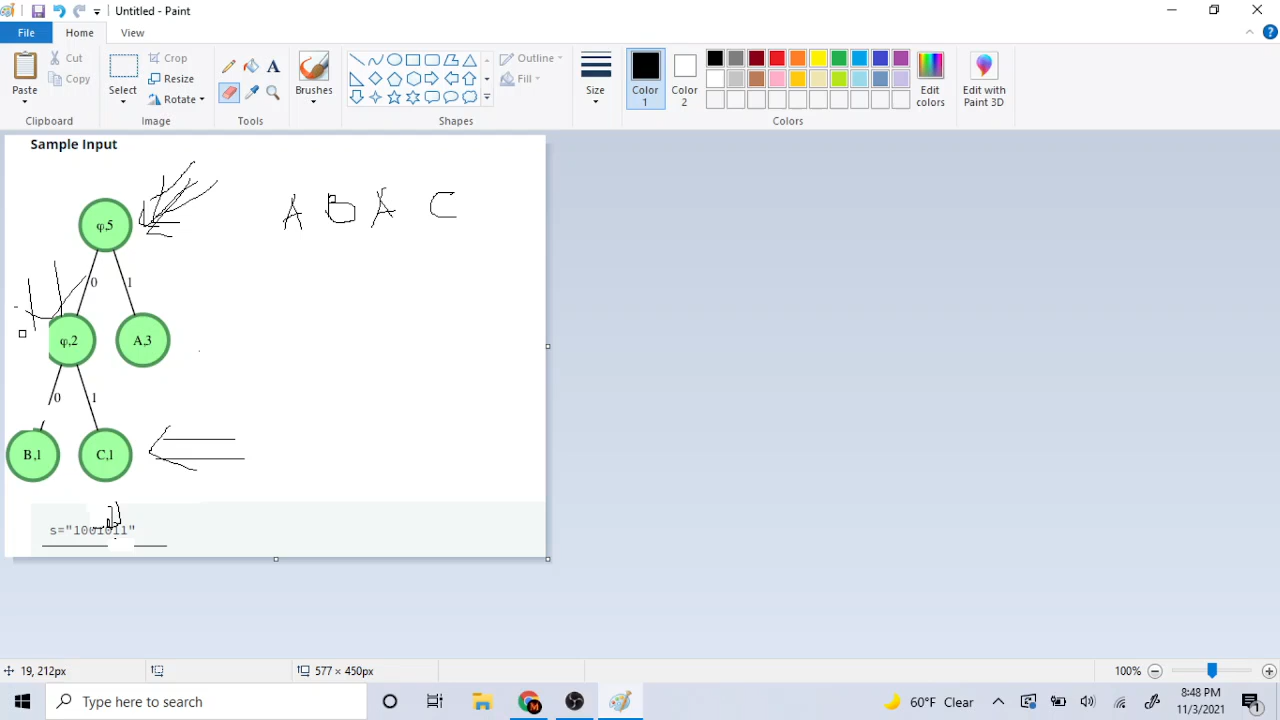 Untitled - Paint
File Home View
Paste Cut Copy
Clipboard
Select Crop Resize Rotate
Image
Tools
Brushes
Outline Fill
Shapes
Size
Color 1 Color 2
Edit colors
Colors
Edit with Paint 3D
Sample Input
A B A C
φ,5
0 1
φ,2 A,3
0 1
B,1 C,1
s="1001011"
19, 212px 577 × 450px 100%
Type here to search 60°F Clear 8:48 PM 11/3/2021